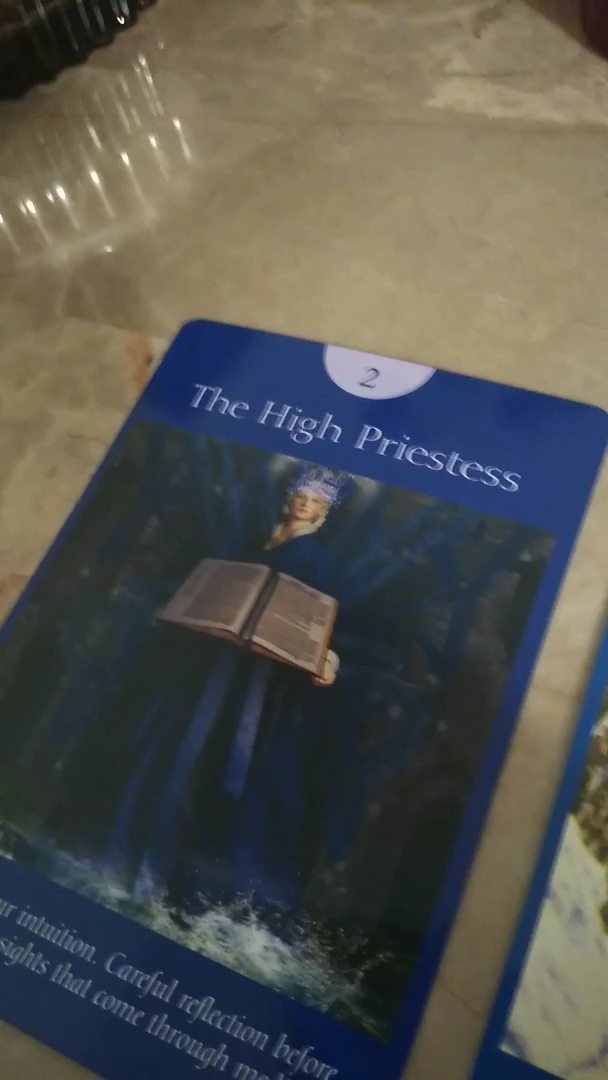 2
The High Priestess
intuition. Careful reflection before
that come through